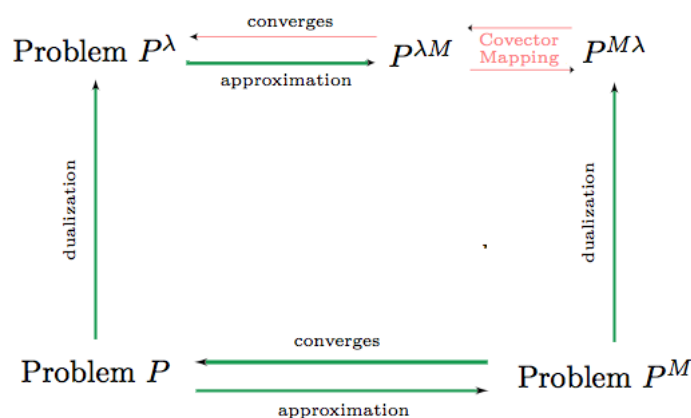 converges
Problem P^λ
P^{λM}
Covector
Mapping
P^{Mλ}
approximation
dualization
dualization
converges
Problem P
Problem P^M
approximation